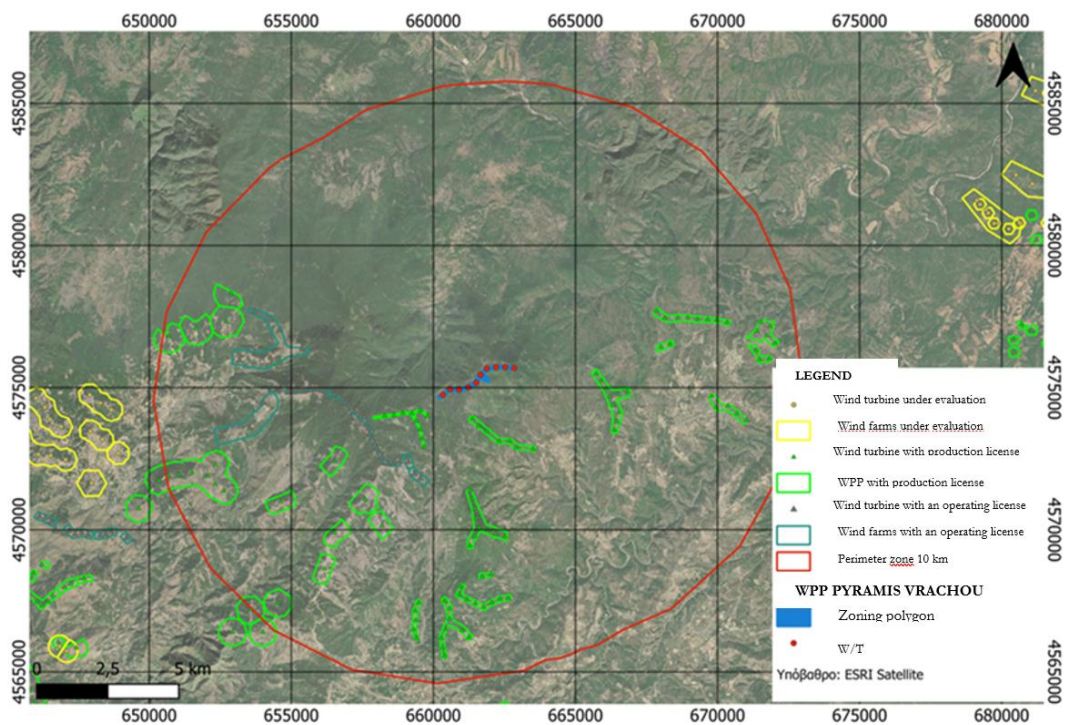 650000 655000 660000 665000 670000 675000 680000
4585000 4585000
4580000 4580000
4575000 4575000
4570000 4570000
4565000 4565000
LEGEND
Wind turbine under evaluation
Wind farms under evaluation
Wind turbine with production license
WPP with production license
Wind turbine with an operating license
Wind farms with an operating license
Perimeter zone 10 km
WPP PYRAMIS VRACHOU
Zoning polygon
W/T
Υπόβαθρο: ESRI Satellite
0 2,5 5 km
650000 655000 660000 665000 670000 675000 680000